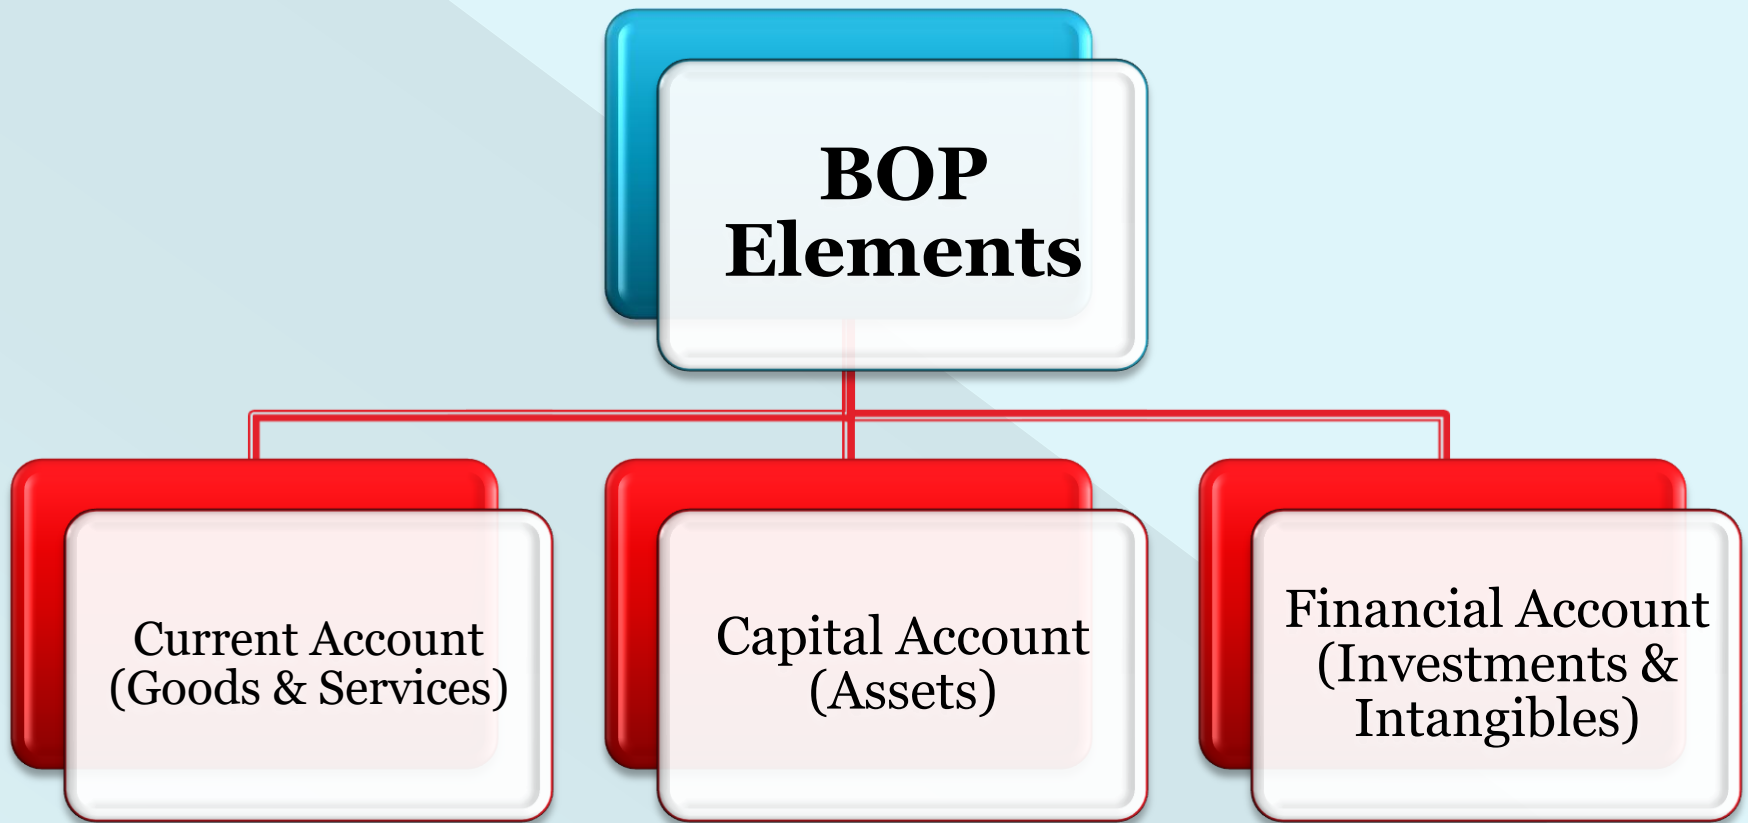 BOP
Elements
Current Account
(Goods & Services)
Capital Account
(Assets)
Financial Account
(Investments &
Intangibles)